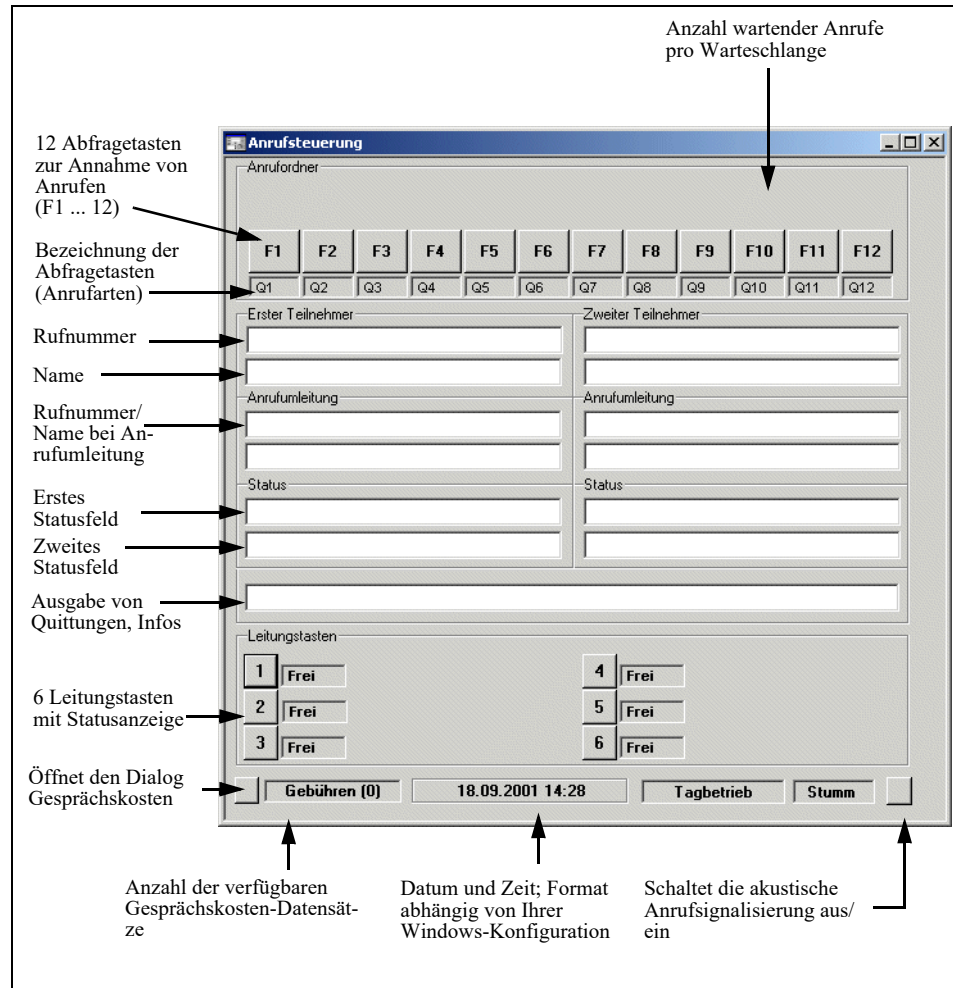 Anzahl wartender Anrufe
pro Warteschlange
12 Abfragetasten
zur Annahme von
Anrufen
(F1 ... 12)
Bezeichnung der
Abfragetasten
(Anrufarten)
Rufnummer
Name
Rufnummer/
Name bei An-
rufumleitung
Erstes
Statusfeld
Zweites
Statusfeld
Ausgabe von
Quittungen, Infos
6 Leitungstasten
mit Statusanzeige
Öffnet den Dialog
Gesprächskosten
Anrufsteuerung
Anrufordner
F1 F2 F3 F4 F5 F6 F7 F8 F9 F10 F11 F12
Q1 Q2 Q3 Q4 Q5 Q6 Q7 Q8 Q9 Q10 Q11 Q12
Erster Teilnehmer Zweiter Teilnehmer
Anrufumleitung Anrufumleitung
Status Status
Leitungstasten
1 Frei 4 Frei
2 Frei 5 Frei
3 Frei 6 Frei
Gebühren (0) 18.09.2001 14:28 Tagbetrieb Stumm
Anzahl der verfügbaren
Gesprächskosten-Datensät-
ze
Datum und Zeit; Format
abhängig von Ihrer
Windows-Konfiguration
Schaltet die akustische
Anrufsignalisierung aus/
ein